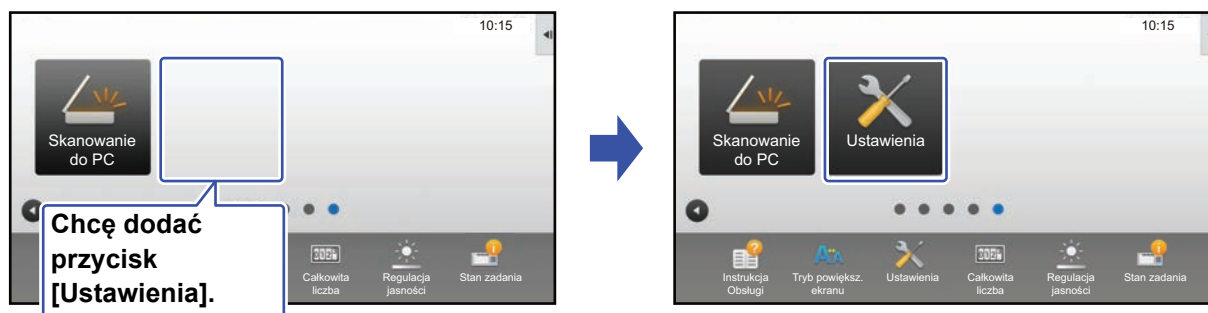 10:15
Skanowanie
do PC
Chcę dodać
przycisk
[Ustawienia].
Całkowita
liczba
Regulacja
jasności
Stan zadania
10:15
Skanowanie
do PC
Ustawienia
Instrukcja
Obsługi
Tryb powiększ.
ekranu
Ustawienia
Całkowita
liczba
Regulacja
jasności
Stan zadania